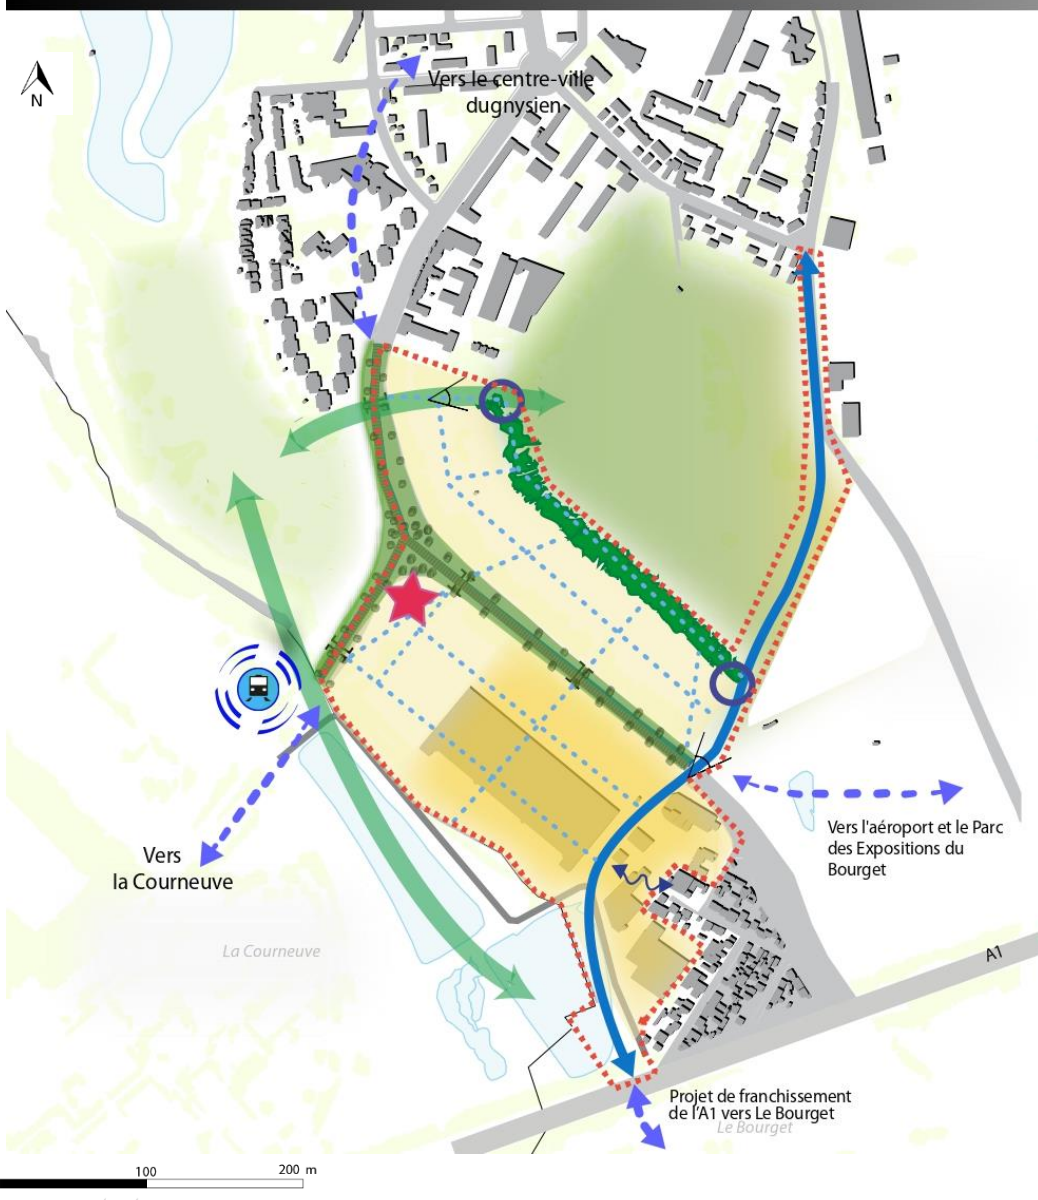 N
Vers le centre-ville
dugnysien
Vers l'aéroport et le Parc
des Expositions du
Bourget
Vers
la Courneuve
La Courneuve
A1
Projet de franchissement
de l'A1 vers Le Bourget
Le Bourget
100
200 m